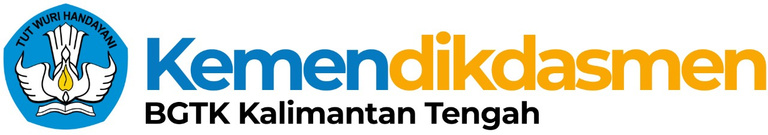 TUT WURI HANDAYANI
Kemendikdasmen
BGTK Kalimantan Tengah